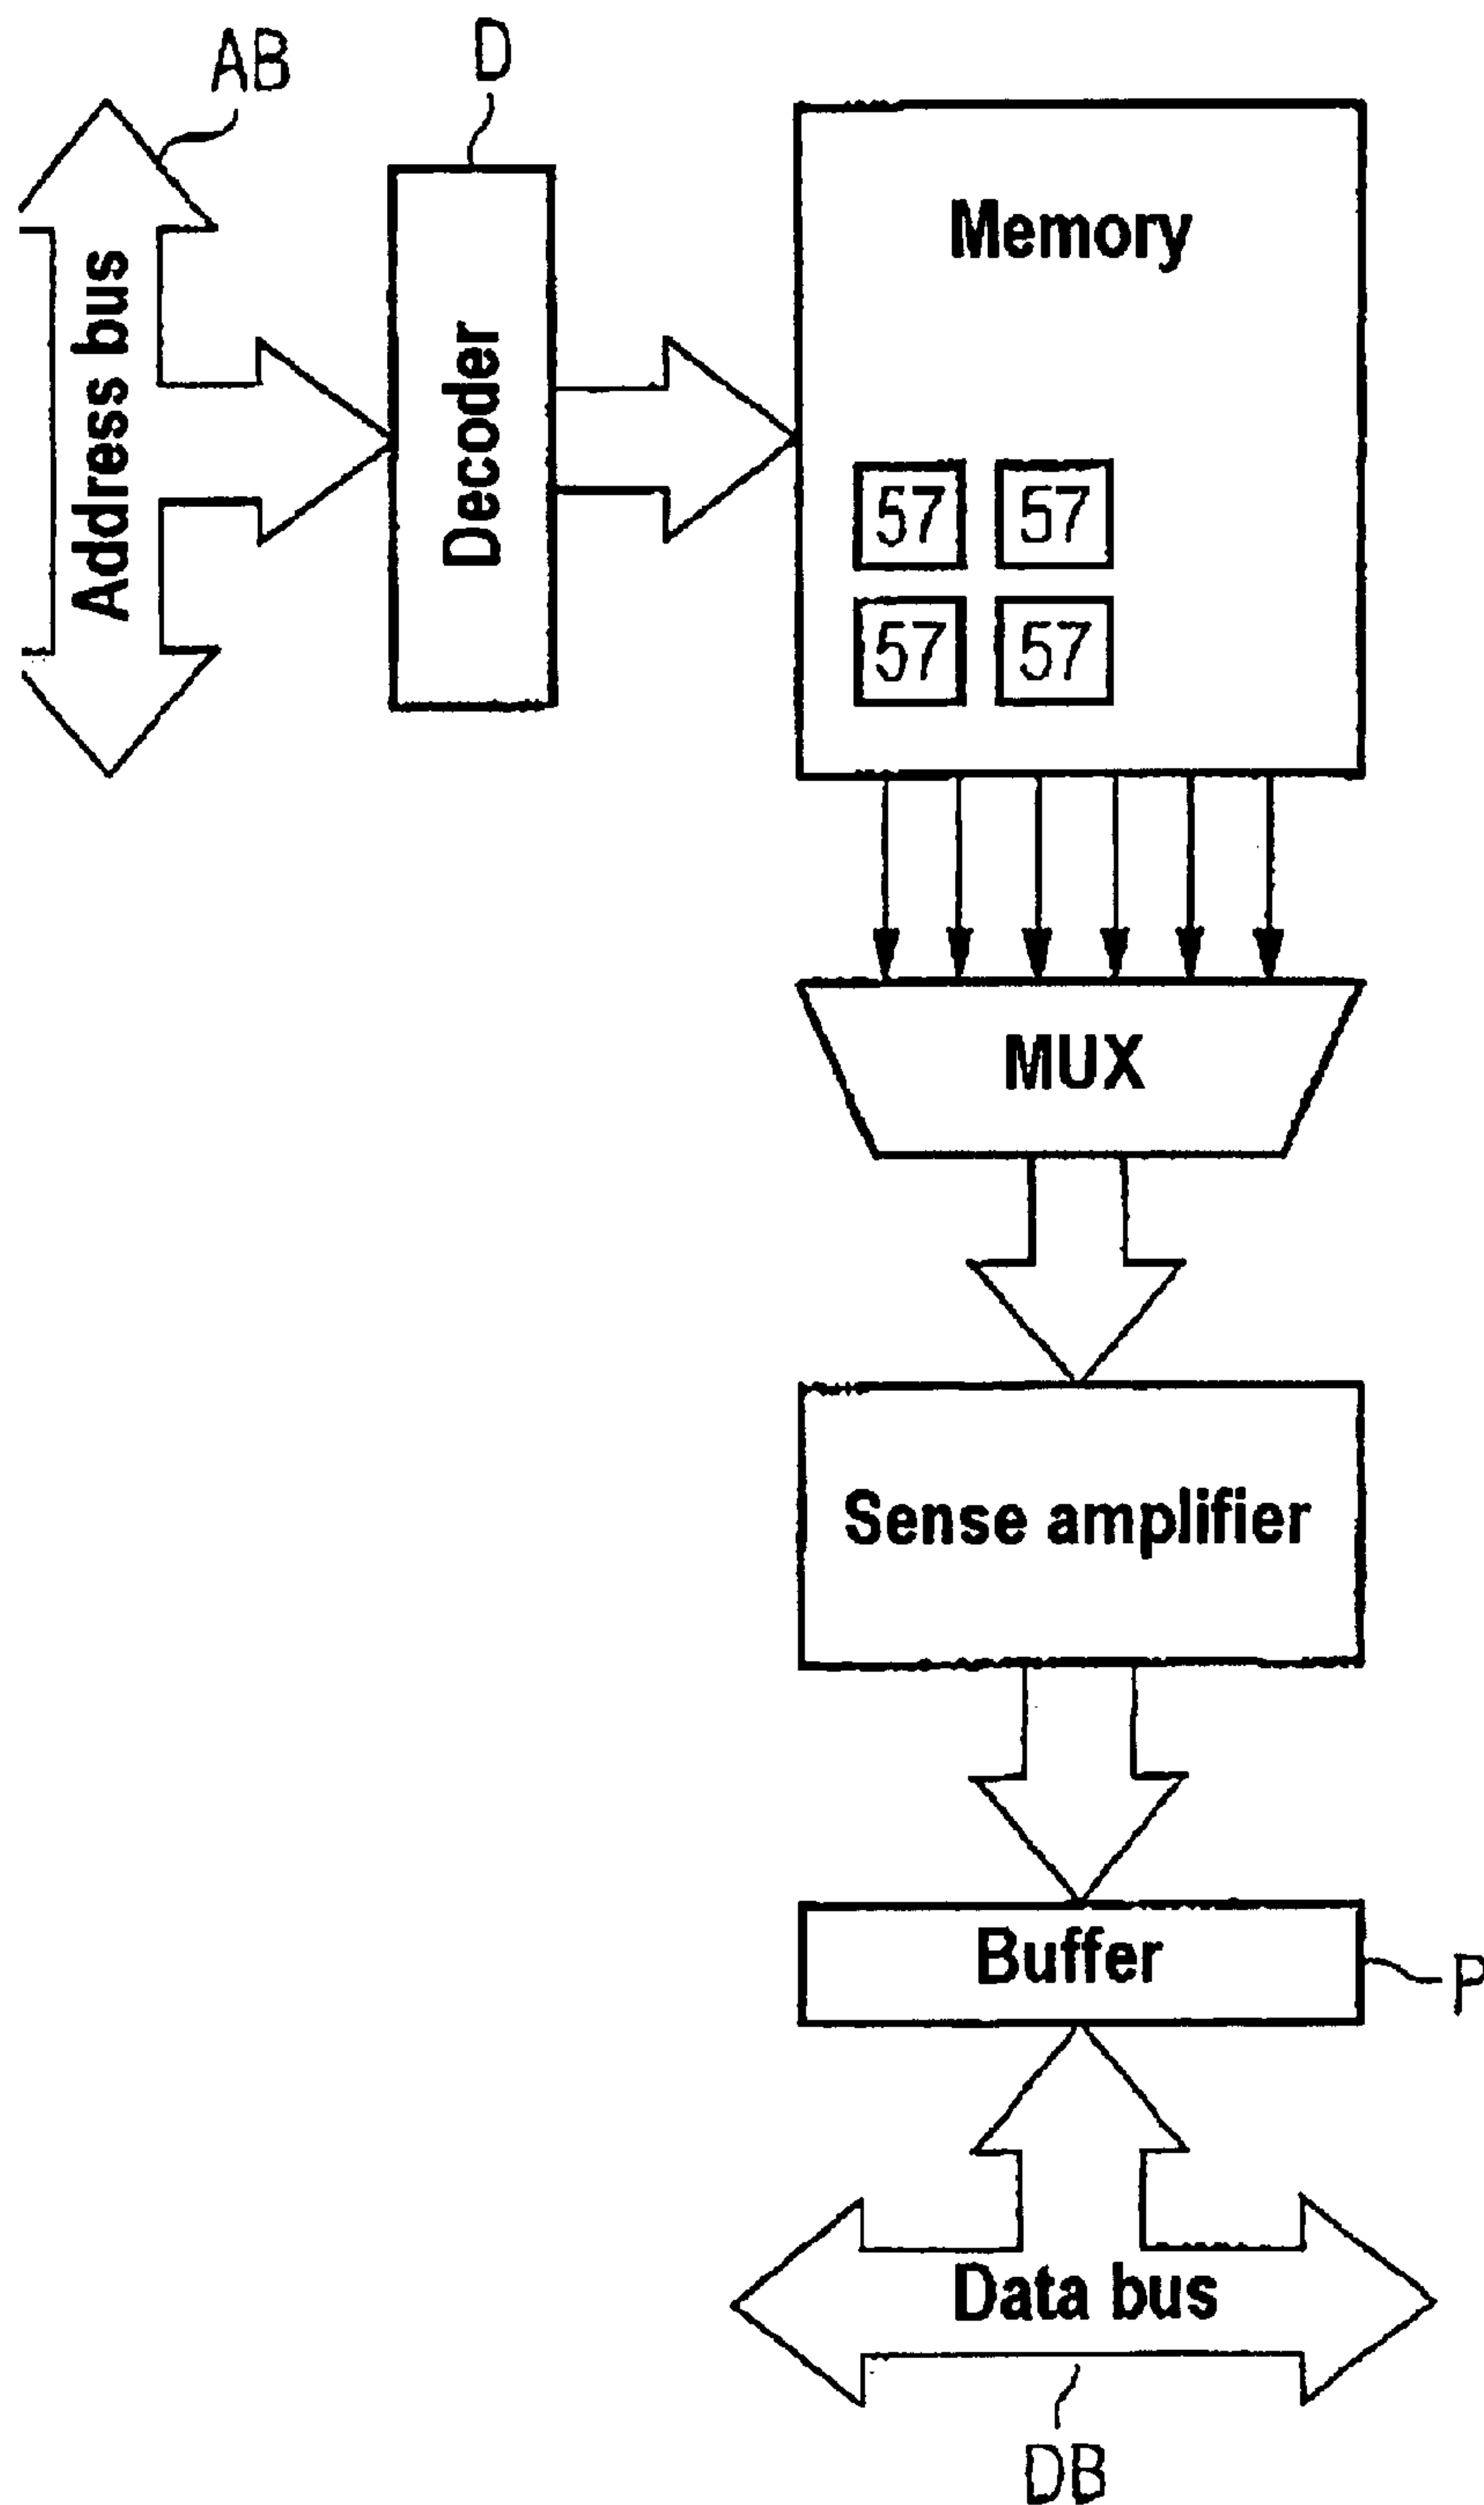 AB
D
Address bus
Decoder
Memory
57 57
57 57
MUX
Sense amplifier
Buffer
P
Data bus
DB